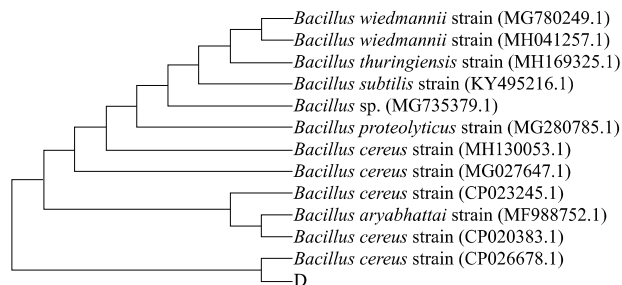 Bacillus wiedmannii strain (MG780249.1)
Bacillus wiedmannii strain (MH041257.1)
Bacillus thuringiensis strain (MH169325.1)
Bacillus subtilis strain (KY495216.1)
Bacillus sp. (MG735379.1)
Bacillus proteolyticus strain (MG280785.1)
Bacillus cereus strain (MH130053.1)
Bacillus cereus strain (MG027647.1)
Bacillus cereus strain (CP023245.1)
Bacillus aryabhattai strain (MF988752.1)
Bacillus cereus strain (CP020383.1)
Bacillus cereus strain (CP026678.1)
D